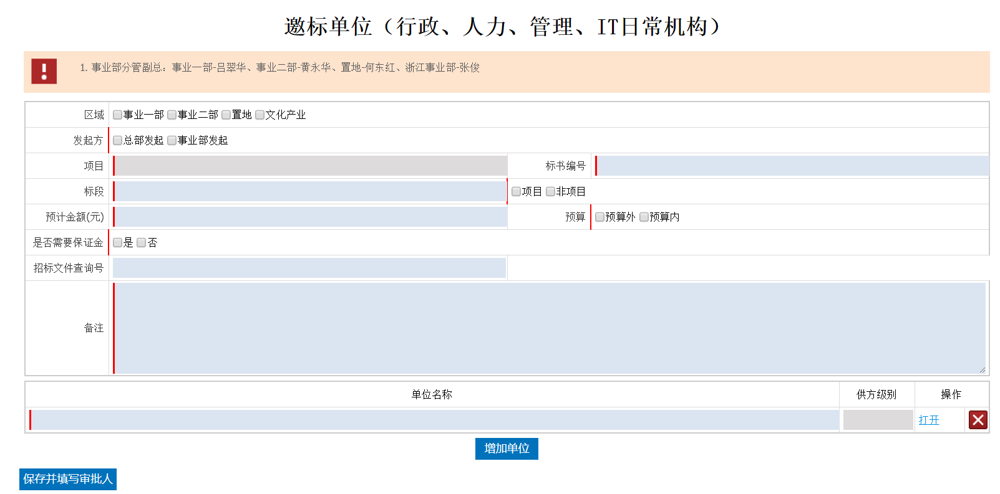 邀标单位（行政、人力、管理、IT日常机构）
1. 事业部分管副总：事业一部-吕翠华、事业二部-黄永华、置地-何东红、浙江事业部-张俊
区域 事业一部 事业二部 置地 文化产业
发起方 总部发起 事业部发起
项目 标书编号
标段 项目 非项目
预计金额(元) 预算 预算外 预算内
是否需要保证金 是 否
招标文件查询号
备注
单位名称 供方级别 操作
打开
增加单位
保存并填写审批人